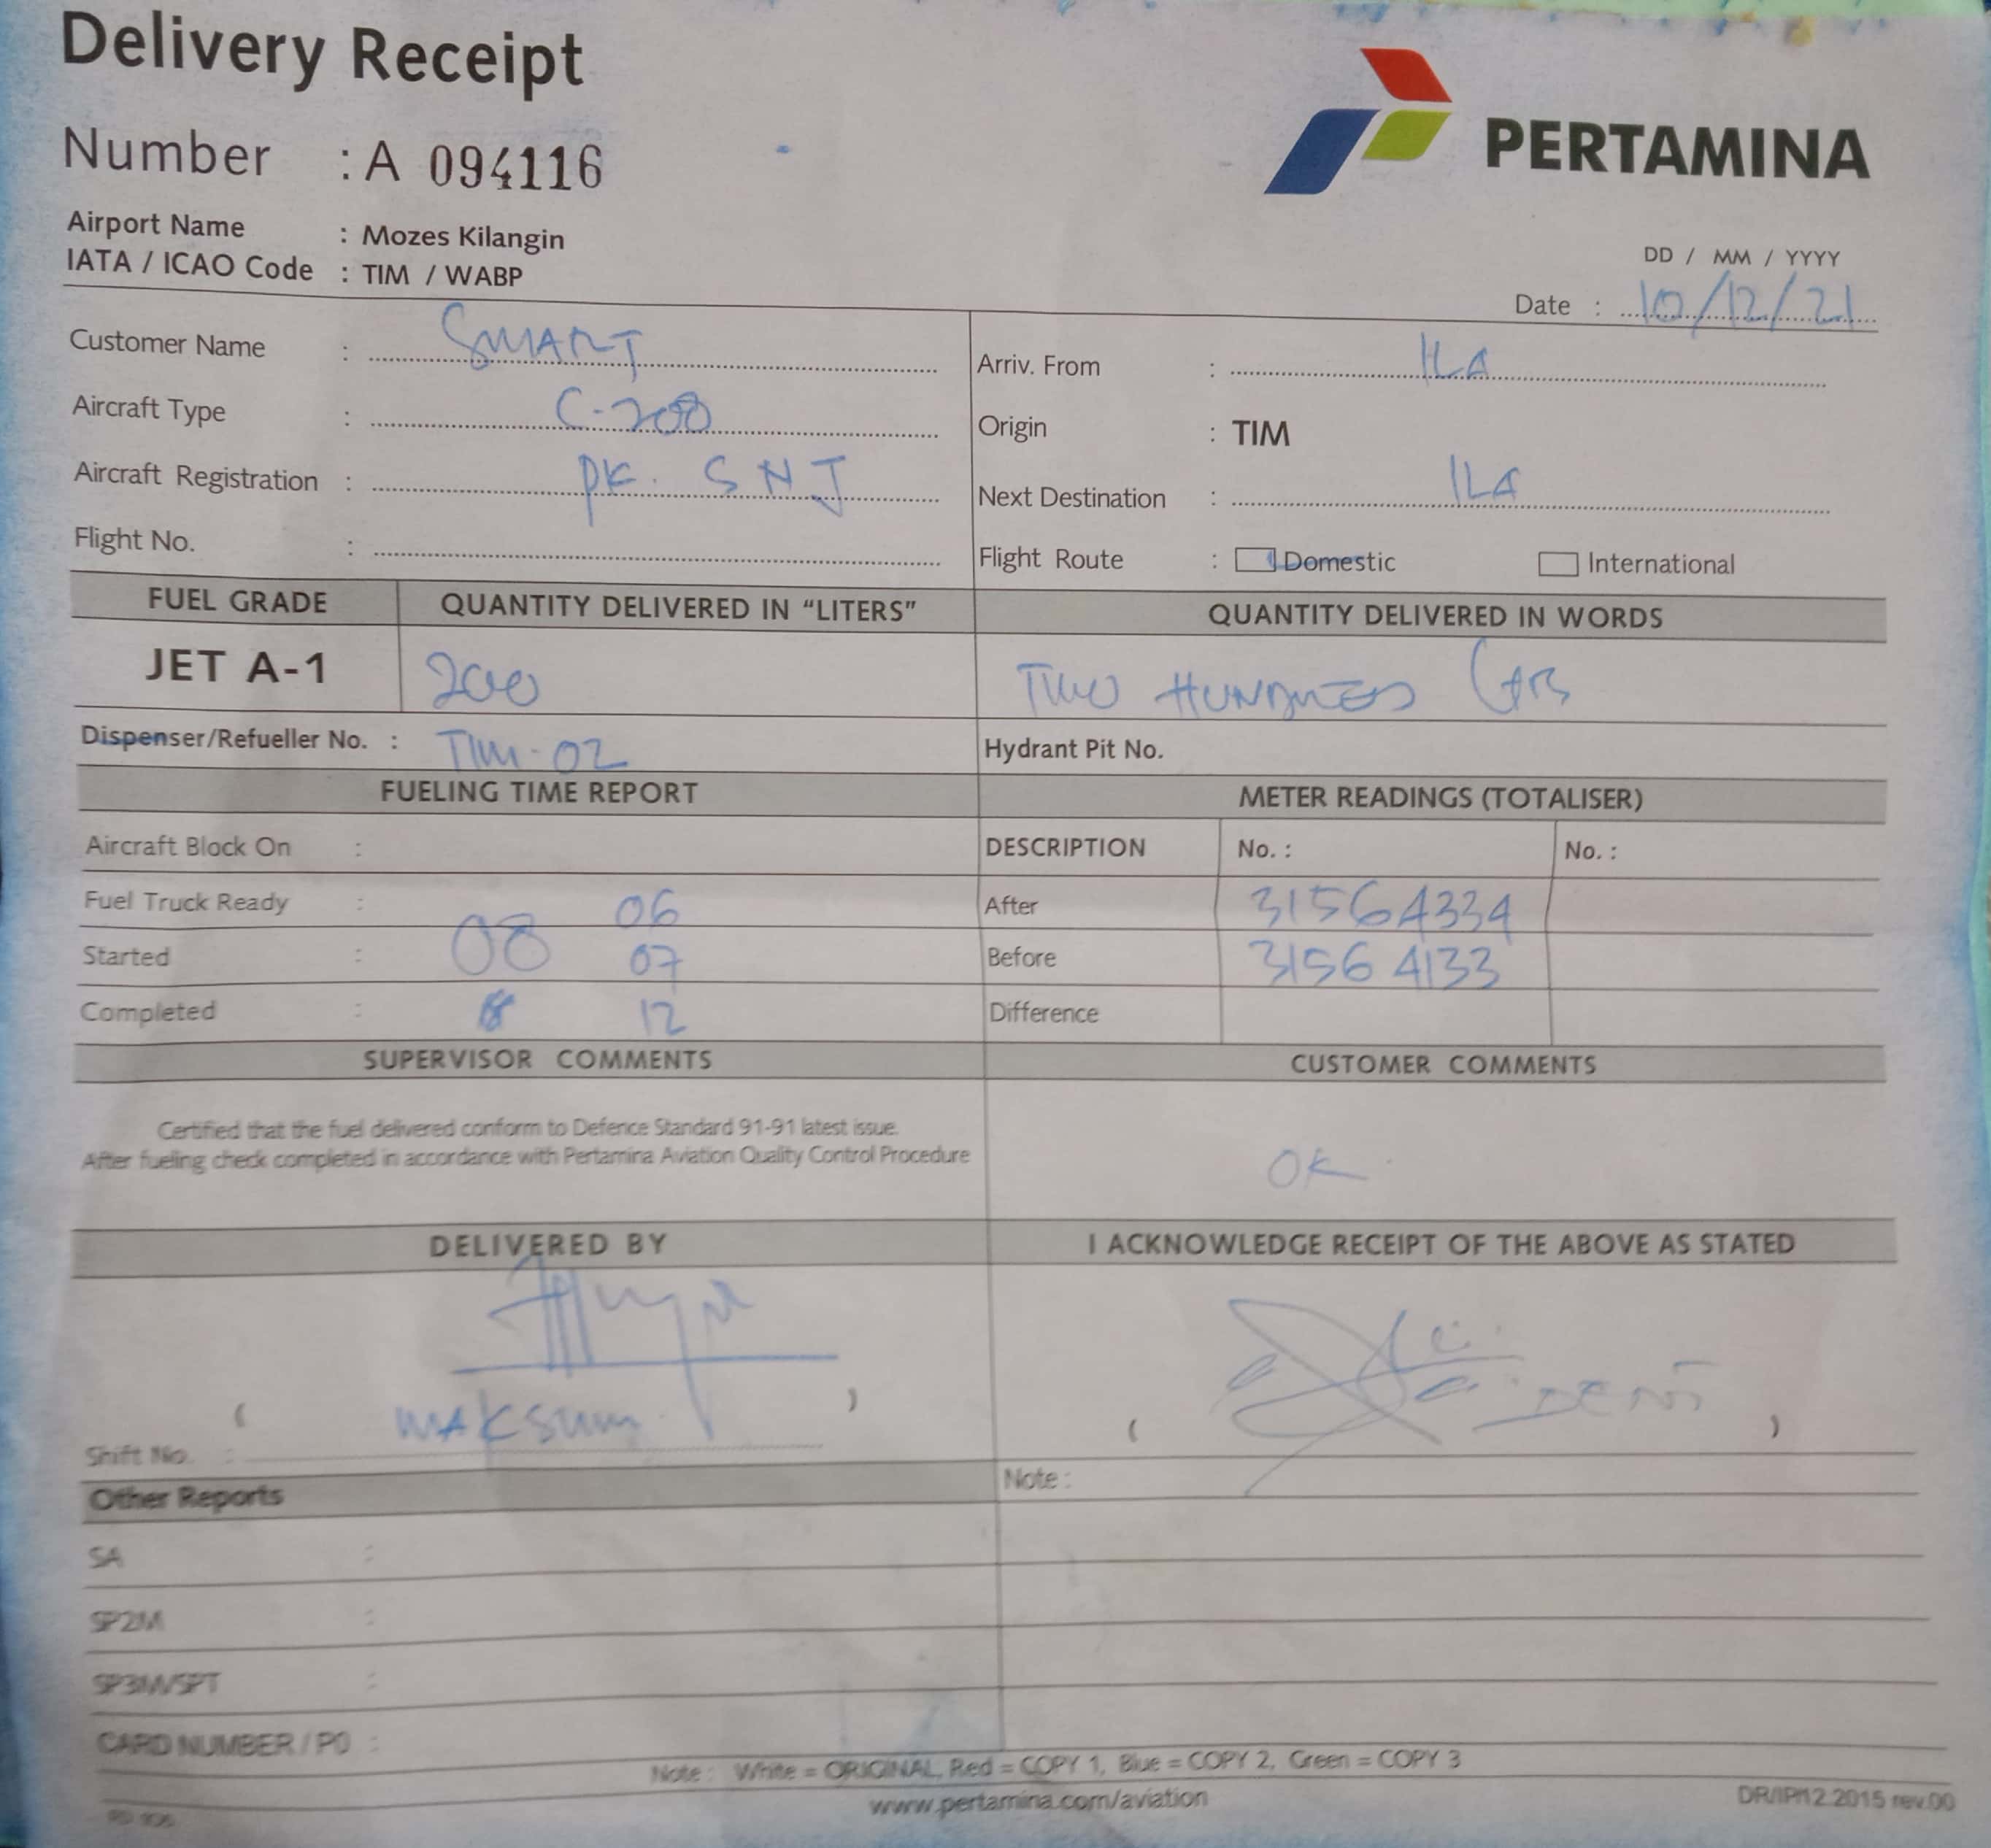 Delivery Receipt
PERTAMINA
Number : A 094116
Airport Name : Mozes Kilangin
IATA / ICAO Code : TIM / WABP
DD / MM / YYYY
Date : 10/12/21
Customer Name : SMART
Arriv. From : ILA
Aircraft Type : C-208
Origin : TIM
Aircraft Registration : PK. SNJ
Next Destination : ILA
Flight No. :
Flight Route : Domestic International
FUEL GRADE QUANTITY DELIVERED IN “LITERS” QUANTITY DELIVERED IN WORDS
JET A-1 200 TWO HUNDRED
Dispenser/Refueller No. : TIM-02 Hydrant Pit No.
FUELING TIME REPORT METER READINGS (TOTALISER)
Aircraft Block On : DESCRIPTION No. : No. :
Fuel Truck Ready : 06 After 31564334
Started : 08 07 Before 31564133
Completed : 12 Difference
SUPERVISOR COMMENTS CUSTOMER COMMENTS
Certified that the fuel delivered conform to Defence Standard 91-91 latest issue.
After fueling check completed in accordance with Pertamina Aviation Quality Control Procedure
OK
DELIVERED BY I ACKNOWLEDGE RECEIPT OF THE ABOVE AS STATED
( MAKSUM ) ( )
Shift No. :
Note :
Other Reports
SA :
SP2M :
SP3M/SPT :
CARD NUMBER / PO :
Note : White = ORIGINAL, Red = COPY 1, Blue = COPY 2, Green = COPY 3
www.pertamina.com/aviation
DR/IP/12.2015 rev.00